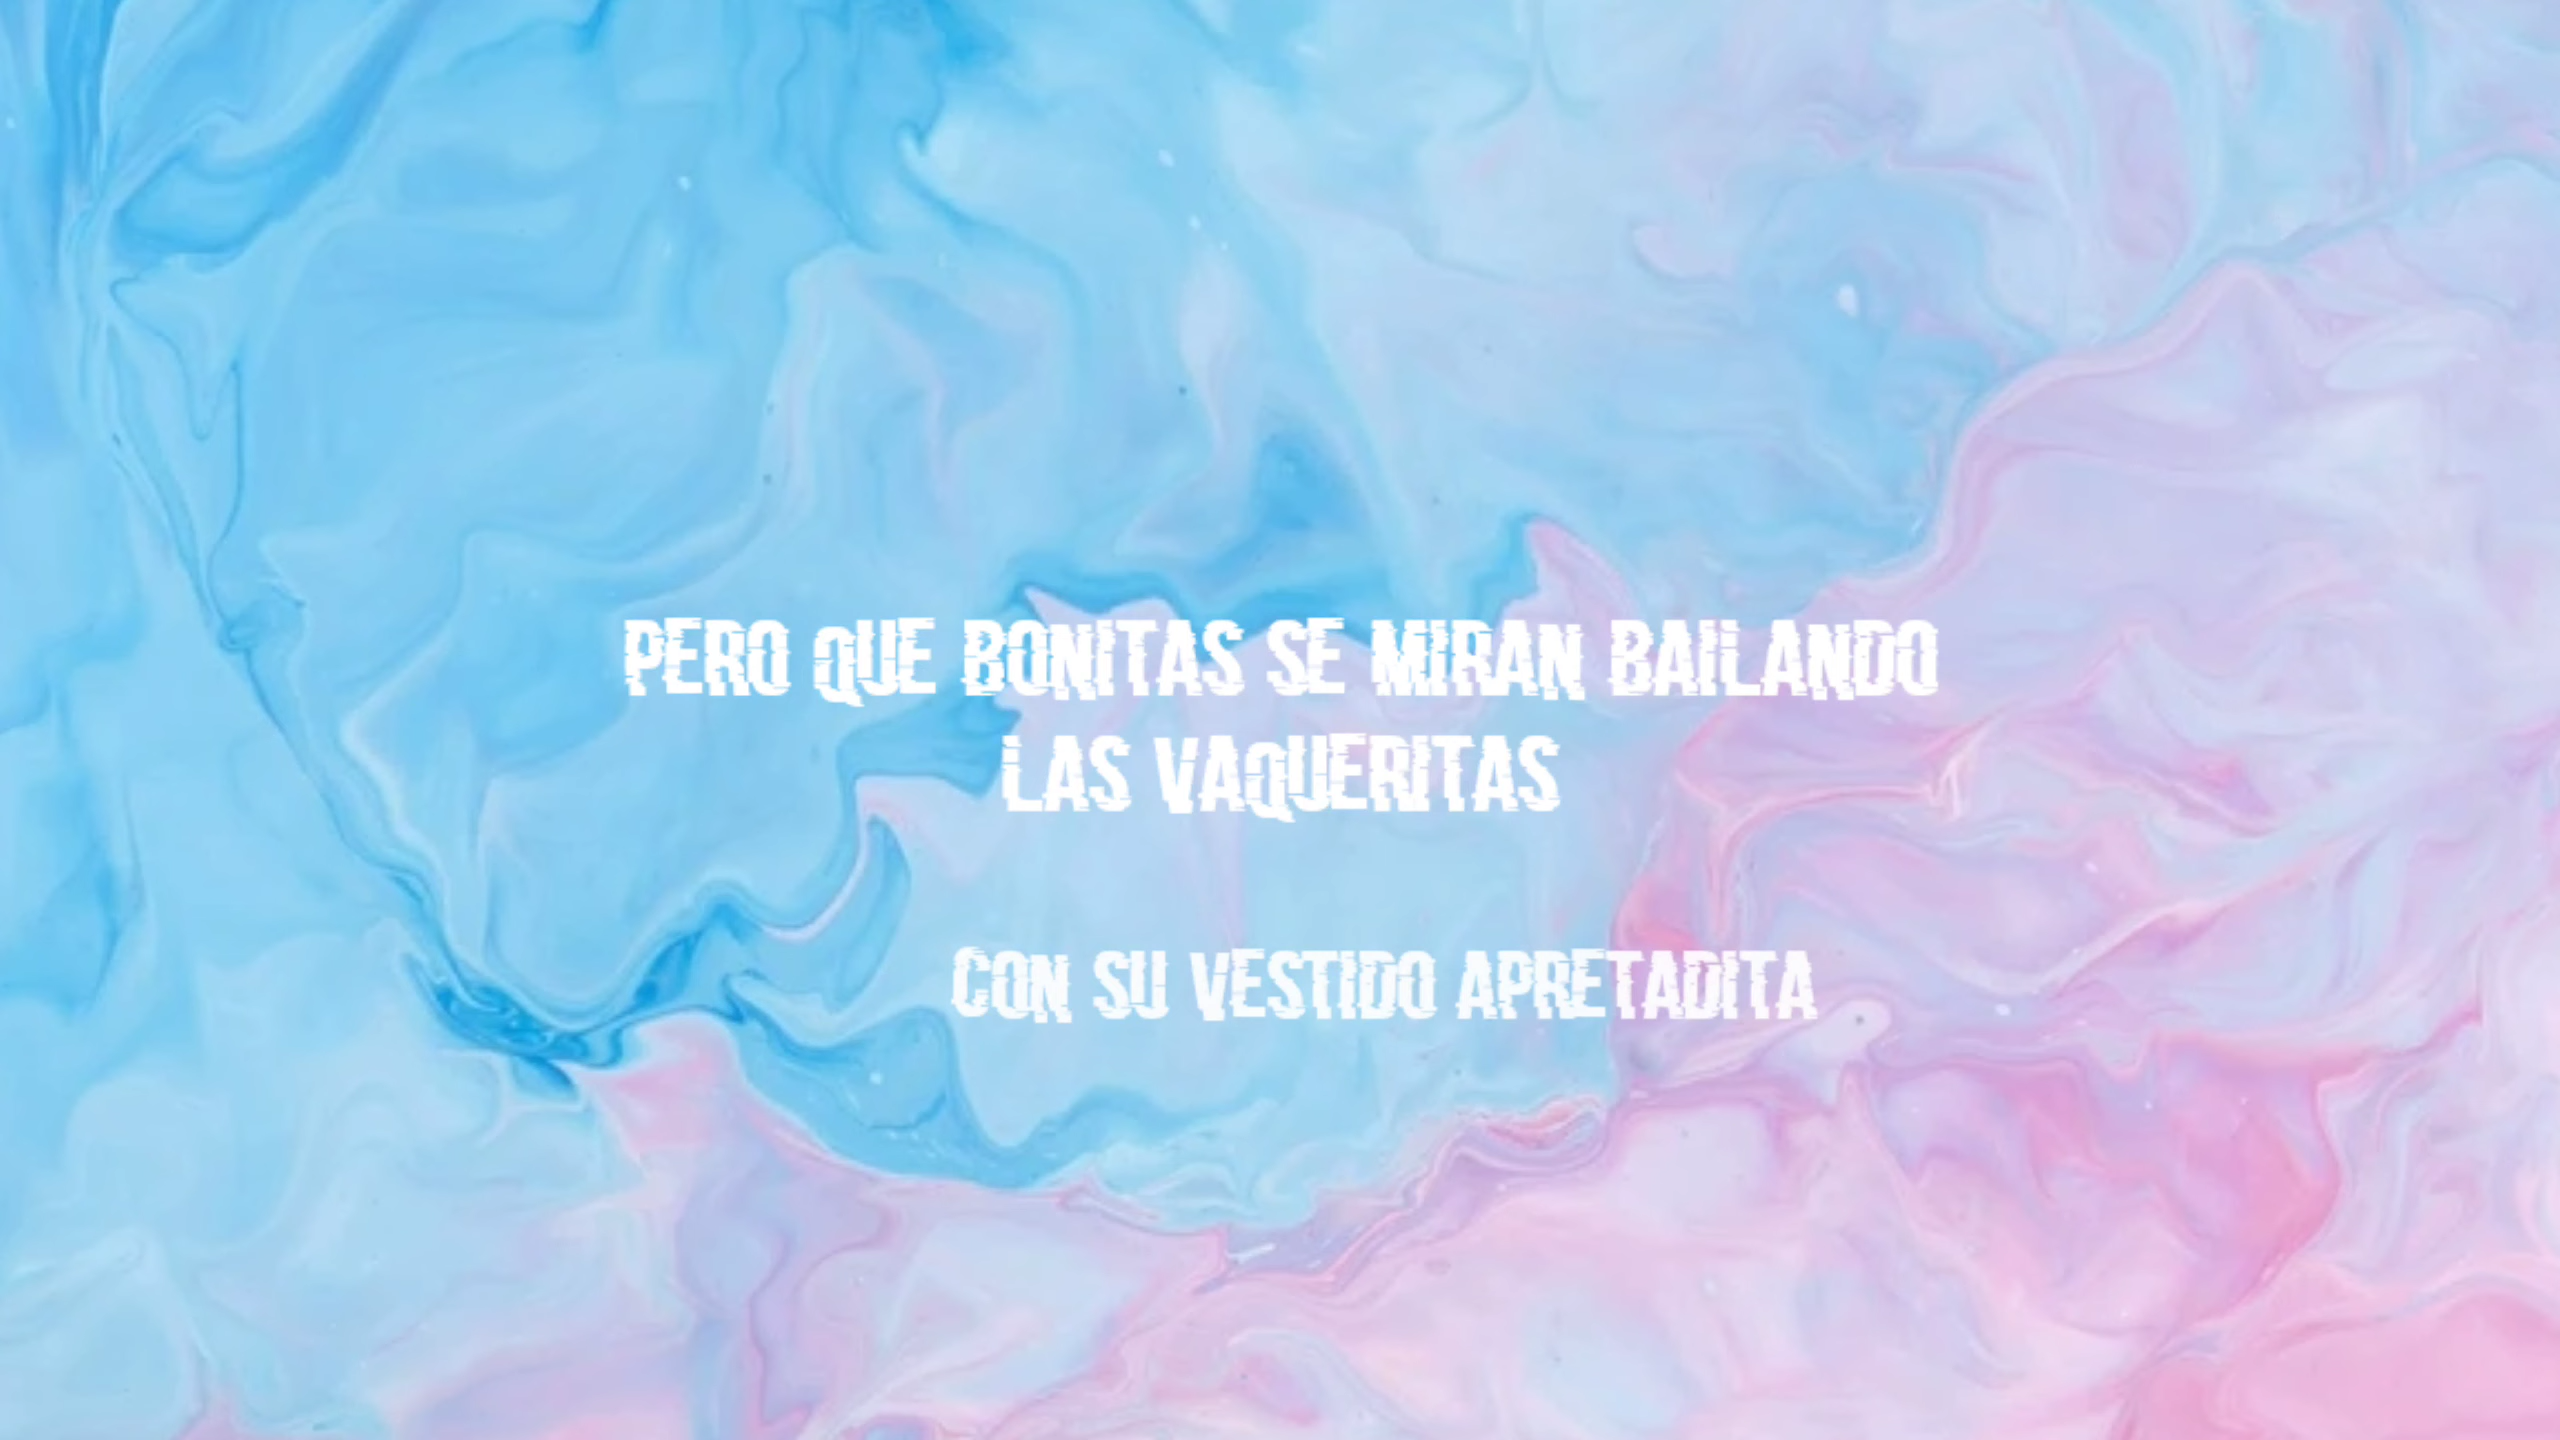 PERO QUE BONITAS SE MIRAN BAILANDO
LAS VAQUERITAS
CON SU VESTIDO APRETADITA